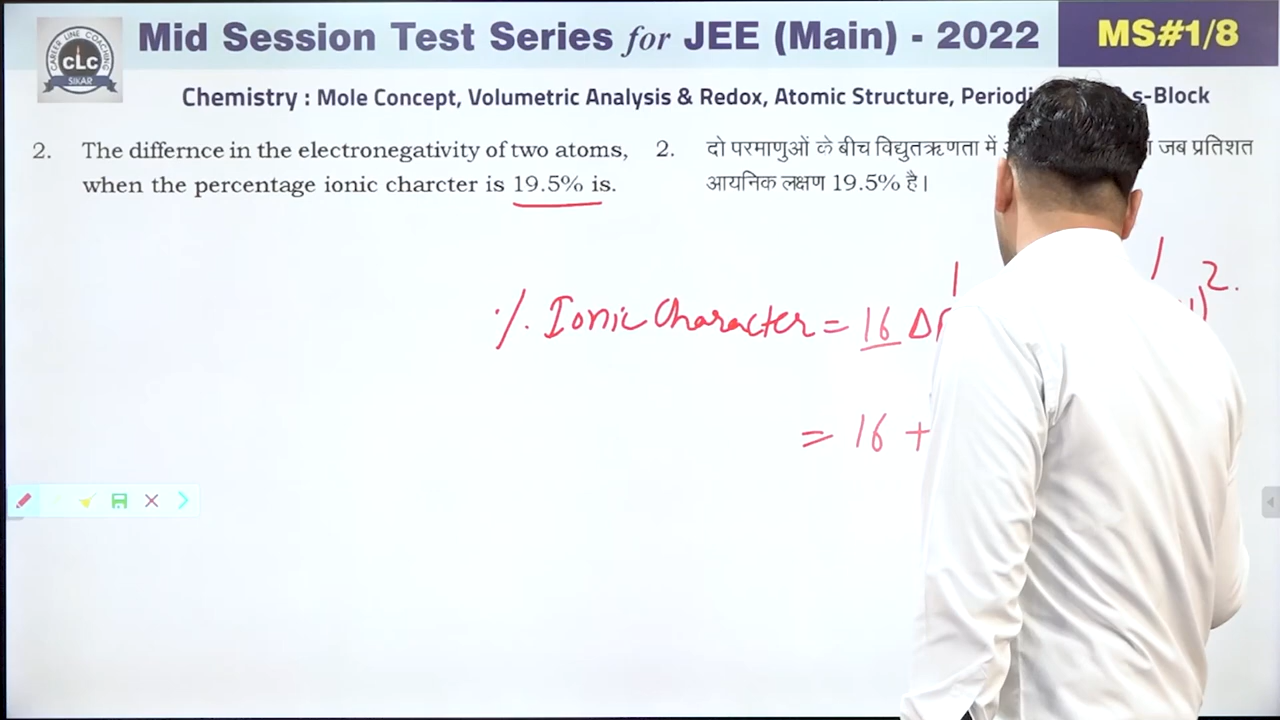 Mid Session Test Series for JEE (Main) - 2022
MS#1/8
CAREER LINE COACHING
CLC
SIKAR
Chemistry : Mole Concept, Volumetric Analysis & Redox, Atomic Structure, s-Block
2. The differnce in the electronegativity of two atoms,
when the percentage ionic charcter is 19.5% is.
2. दो परमाणुओं के बीच विद्युतऋणता में जब प्रतिशत
आयनिक लक्षण 19.5% है।
% Ionic Character = 16 Δ )2.
= 16 +